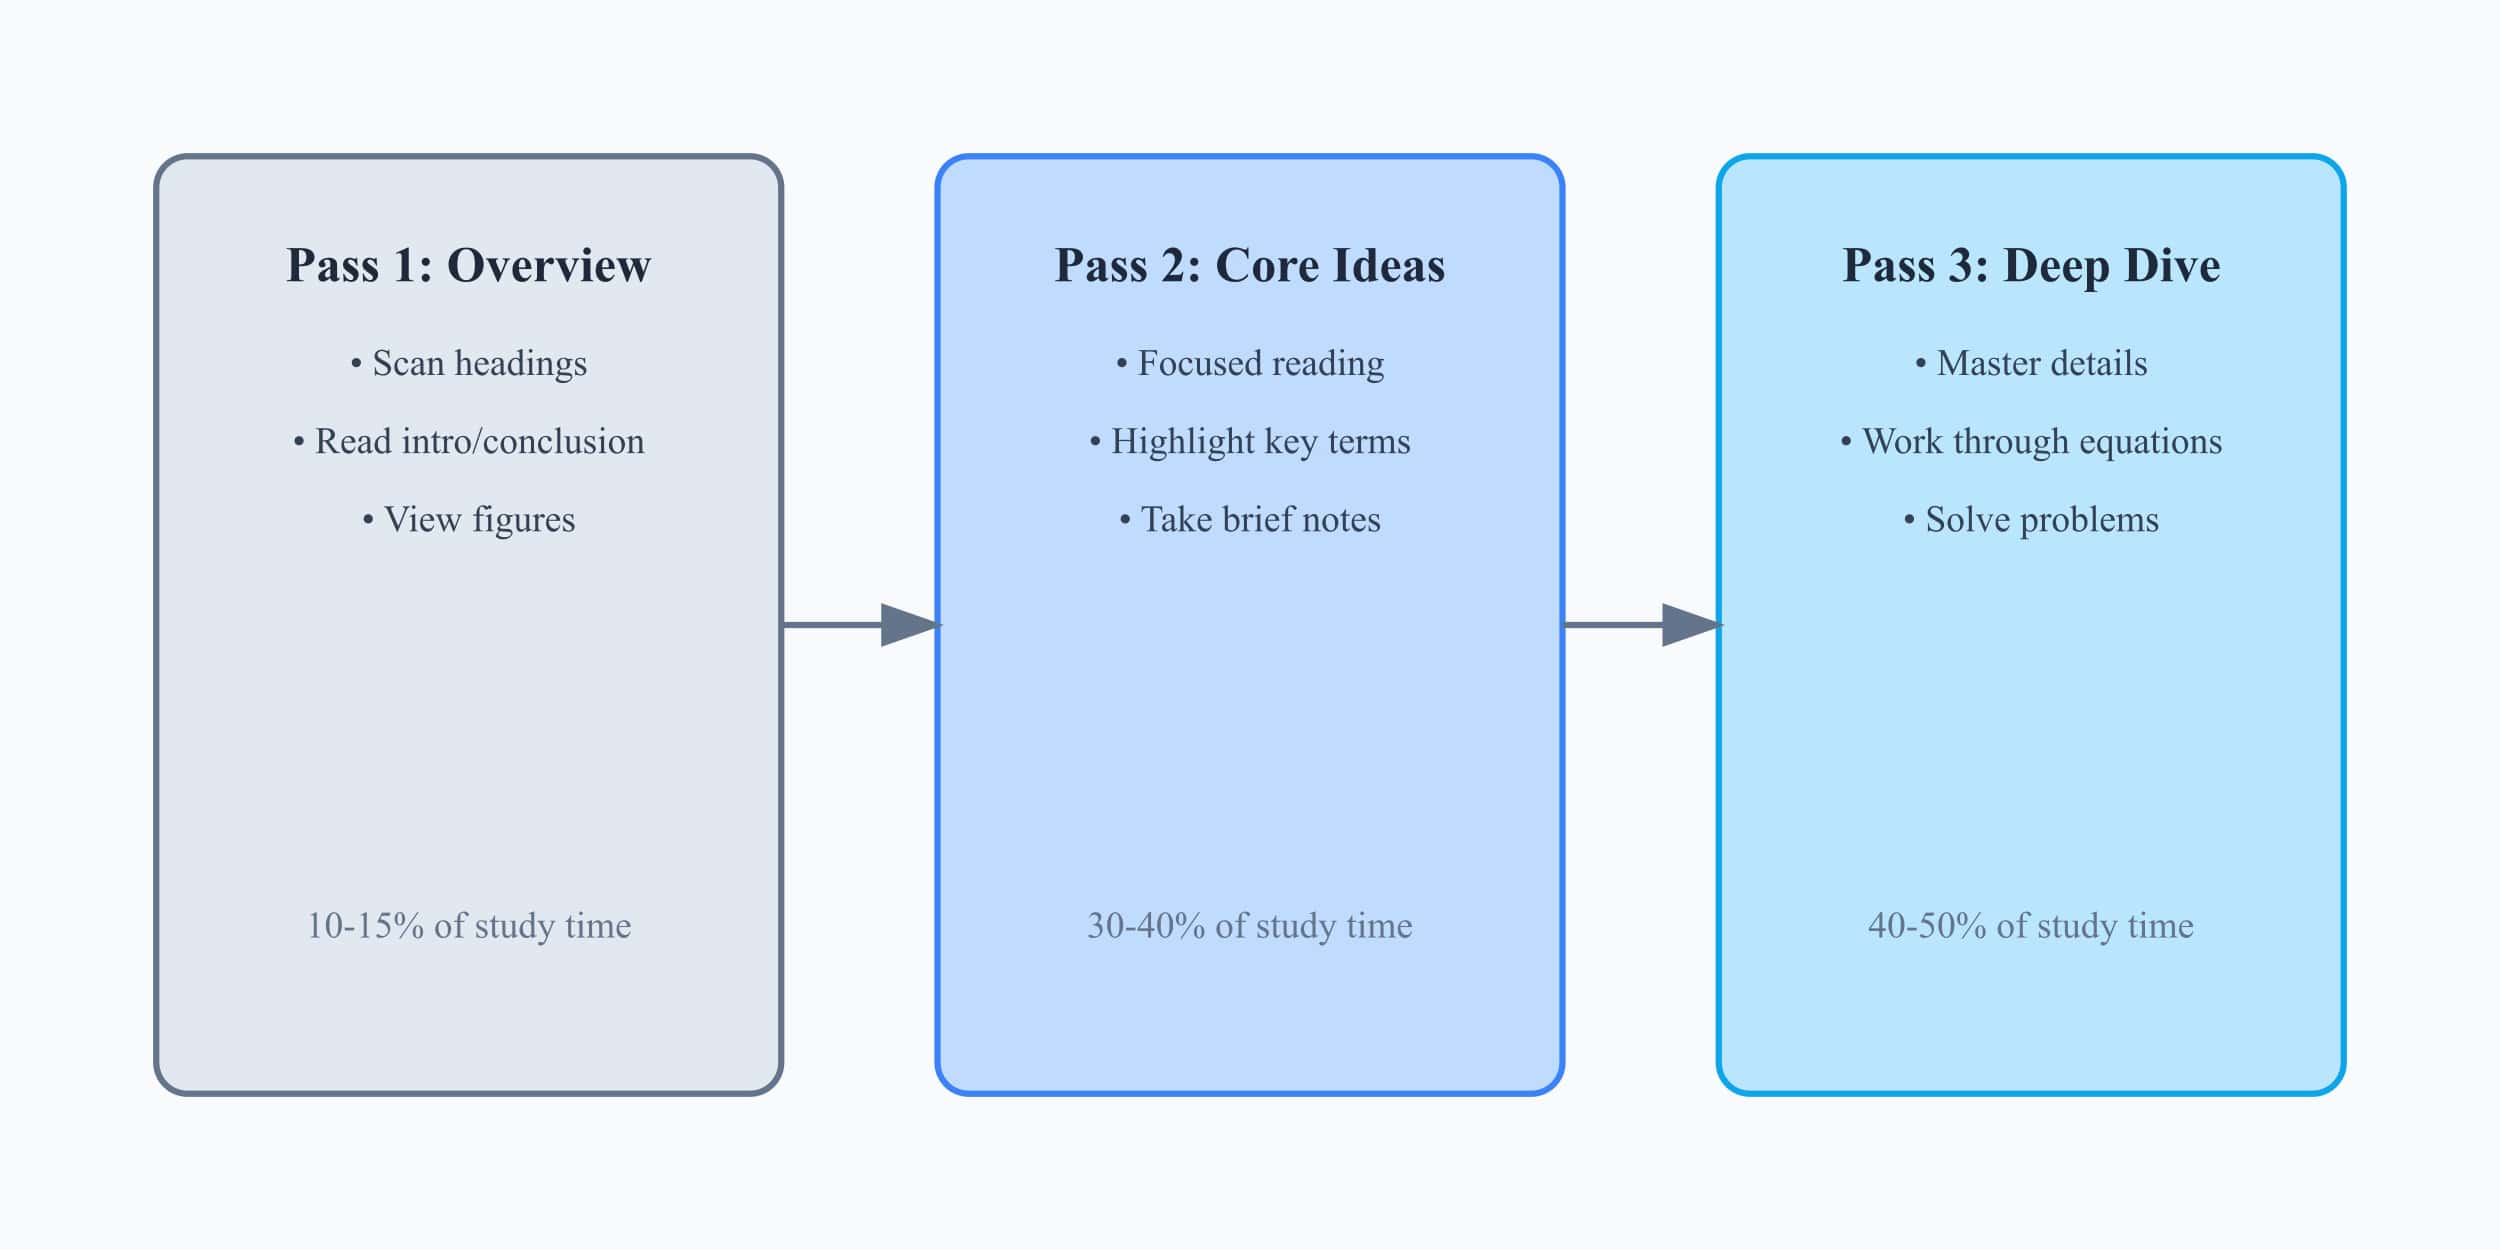 Pass 1: Overview
• Scan headings
• Read intro/conclusion
• View figures
10-15% of study time
Pass 2: Core Ideas
• Focused reading
• Highlight key terms
• Take brief notes
30-40% of study time
Pass 3: Deep Dive
• Master details
• Work through equations
• Solve problems
40-50% of study time